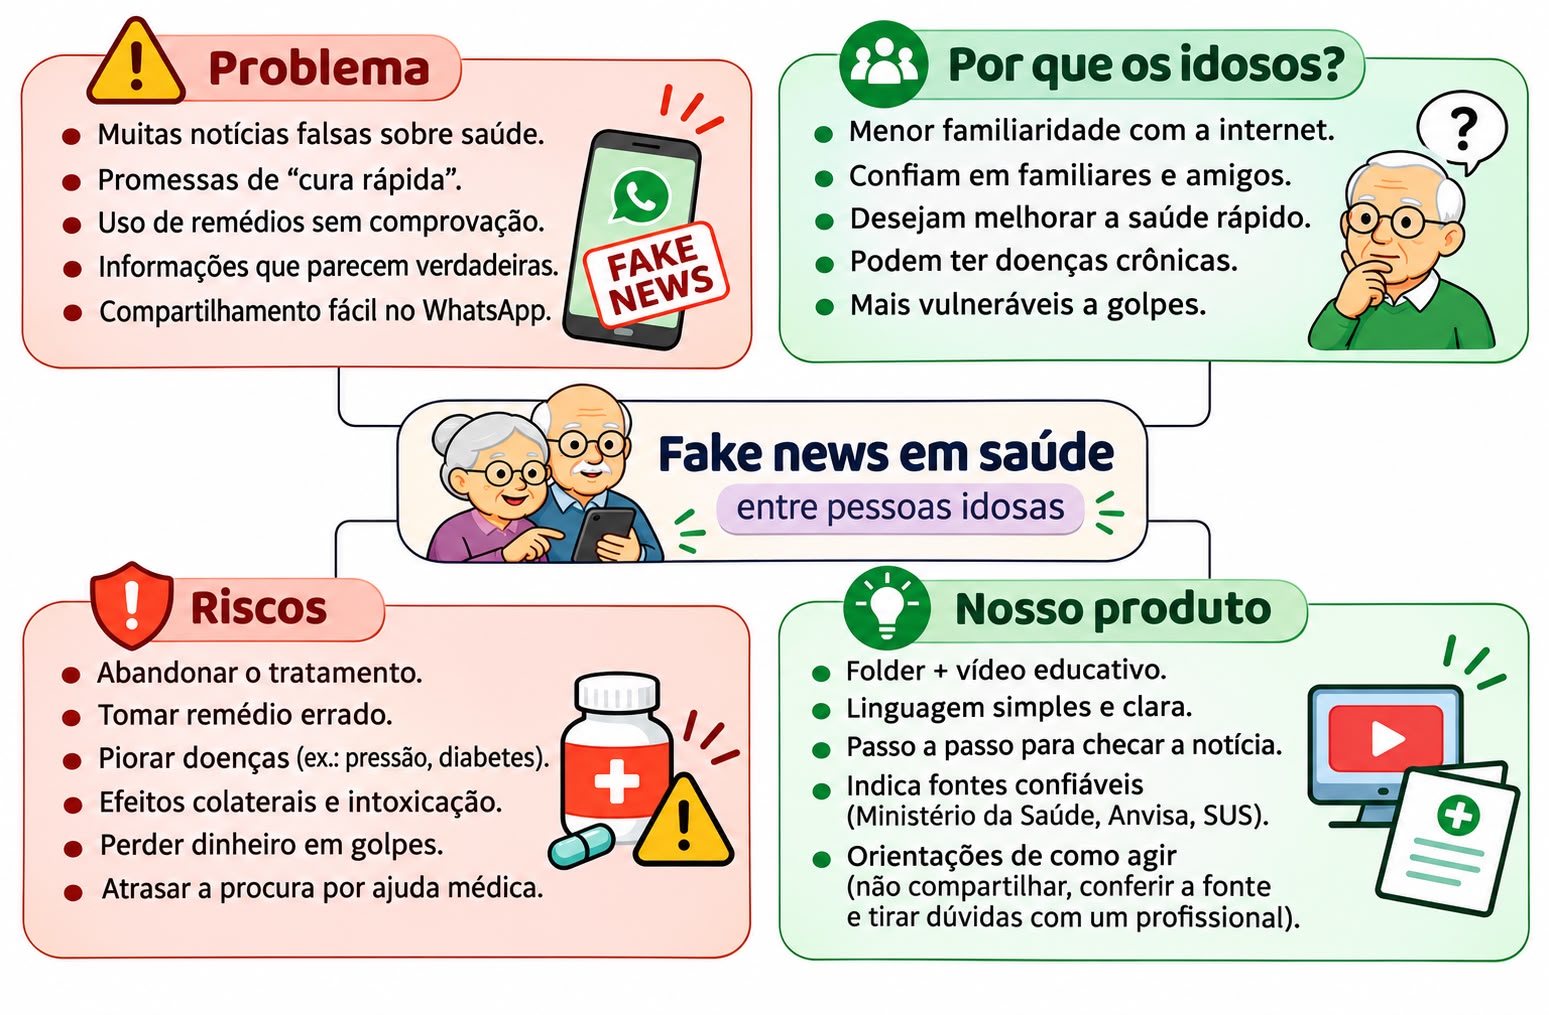 Problema
Muitas notícias falsas sobre saúde.
Promessas de “cura rápida”.
Uso de remédios sem comprovação.
Informações que parecem verdadeiras.
Compartilhamento fácil no WhatsApp.
FAKE
NEWS
Por que os idosos?
Menor familiaridade com a internet.
Confiam em familiares e amigos.
Desejam melhorar a saúde rápido.
Podem ter doenças crônicas.
Mais vulneráveis a golpes.
?
Fake news em saúde
entre pessoas idosas
Riscos
Abandonar o tratamento.
Tomar remédio errado.
Piorar doenças (ex.: pressão, diabetes).
Efeitos colaterais e intoxicação.
Perder dinheiro em golpes.
Atrasar a procura por ajuda médica.
Nosso produto
Folder + vídeo educativo.
Linguagem simples e clara.
Passo a passo para checar a notícia.
Indica fontes confiáveis
(Ministério da Saúde, Anvisa, SUS).
Orientações de como agir
(não compartilhar, conferir a fonte
e tirar dúvidas com um profissional).